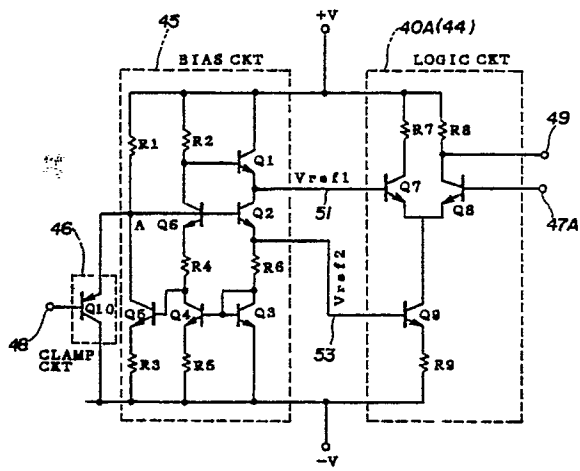 45
+V
40A(44)
BIAS CKT
LOGIC CKT
R1
R2
R7
R8
49
Q1
Vref1
46
A
Q6
Q2
51
Q7
Q8
47A
R4
R6
Vref2
Q10
Q5
Q4
Q3
Q9
48
CLAMP
CKT
R3
R5
53
R9
-V